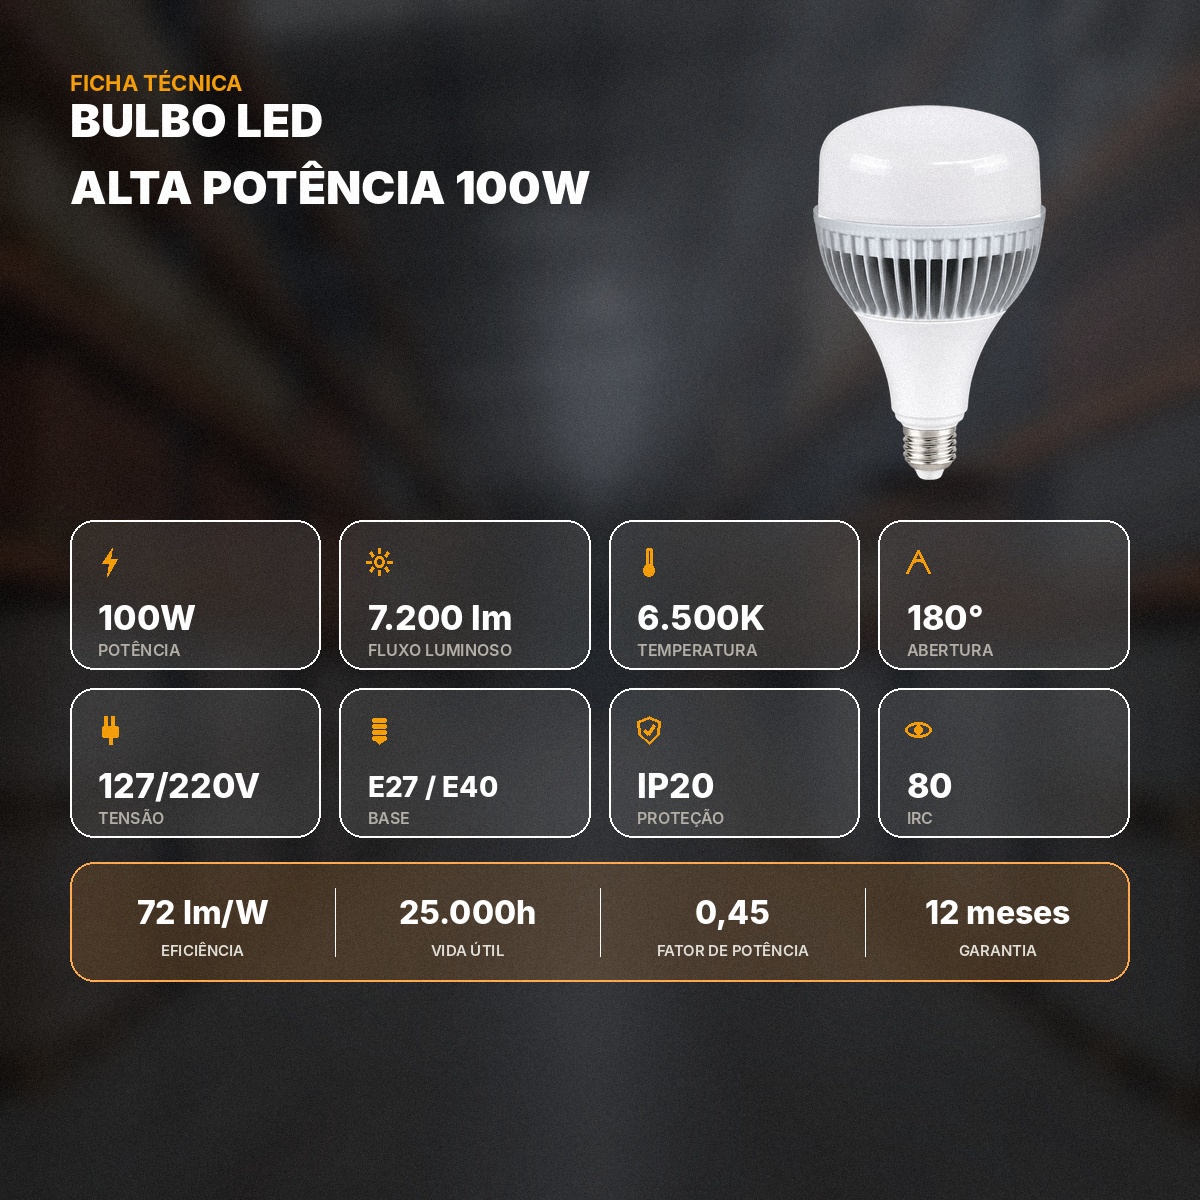 FICHA TÉCNICA
BULBO LED
ALTA POTÊNCIA 100W
100W
POTÊNCIA
7.200 lm
FLUXO LUMINOSO
6.500K
TEMPERATURA
180°
ABERTURA
127/220V
TENSÃO
E27 / E40
BASE
IP20
PROTEÇÃO
80
IRC
72 lm/W
EFICIÊNCIA
25.000h
VIDA ÚTIL
0,45
FATOR DE POTÊNCIA
12 meses
GARANTIA